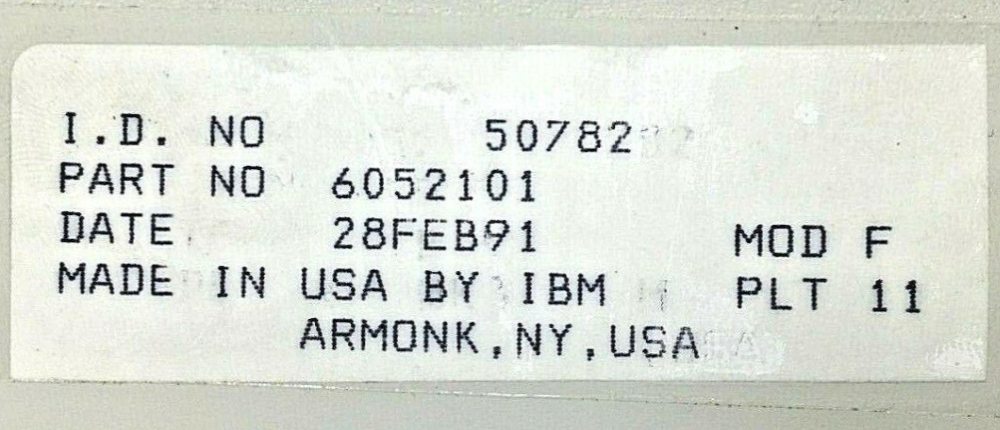 I.D. NO 50782
PART NO 6052101
DATE 28FEB91 MOD F
MADE IN USA BY IBM PLT 11
ARMONK,NY,USA